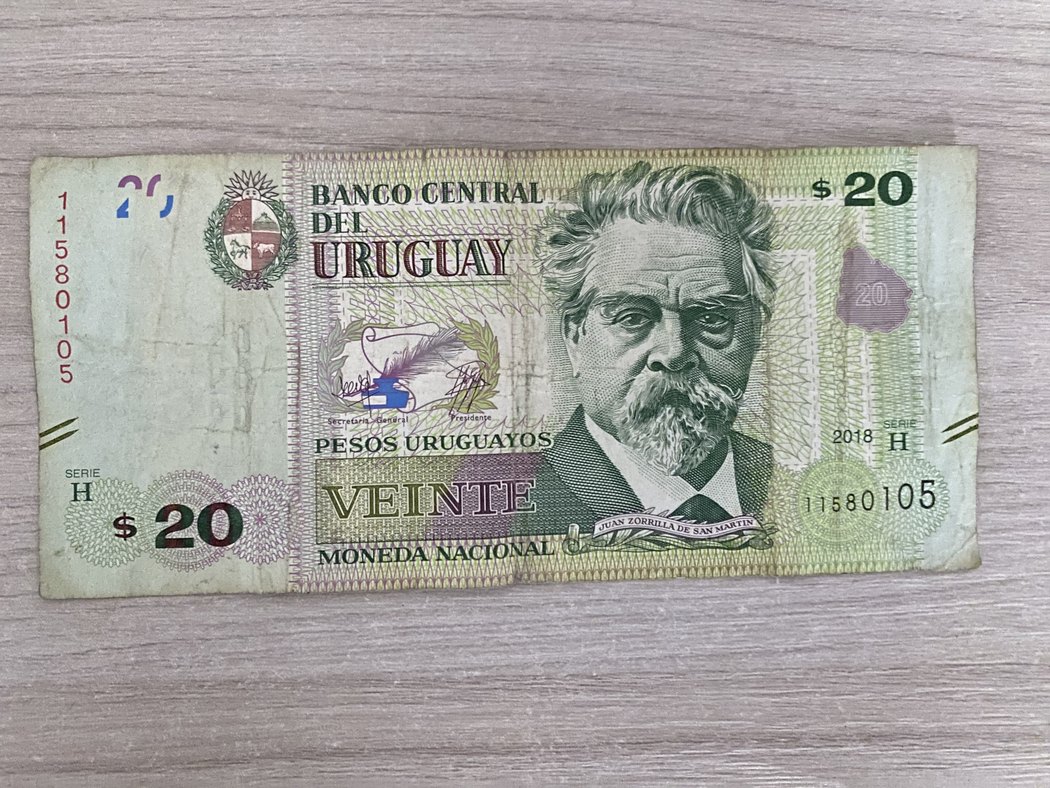 11580105
20
BANCO CENTRAL
DEL
URUGUAY
$ 20
20
Secretario General
Presidente
PESOS URUGUAYOS
2018
SERIE
H
SERIE
H
VEINTE
11580105
$ 20
JUAN ZORRILLA DE SAN MARTIN
MONEDA NACIONAL